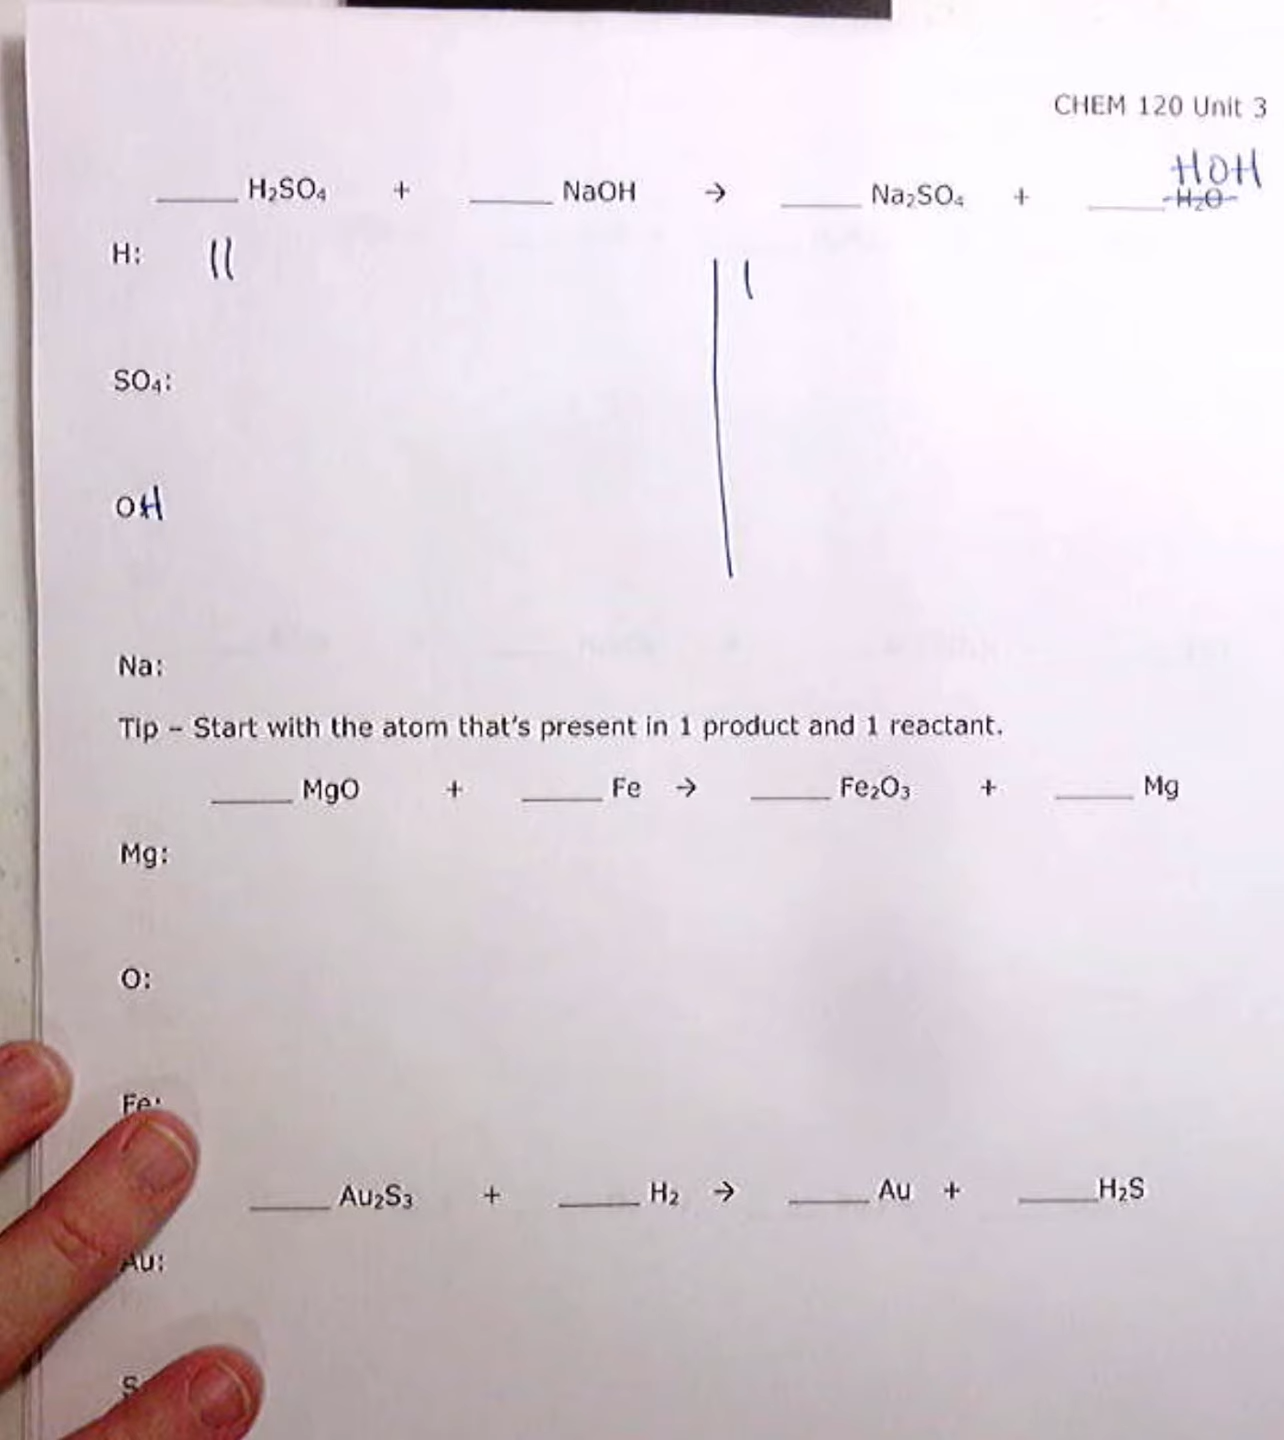 CHEM 120 Unit 3
HOH
____ H₂SO₄ + ____ NaOH → ____ Na₂SO₄ + ____ H₂O
H: || | |
SO₄:
OH
Na:
Tip – Start with the atom that's present in 1 product and 1 reactant.
____ MgO + ____ Fe → ____ Fe₂O₃ + ____ Mg
Mg:
O:
Fe:
____ Au₂S₃ + ____ H₂ → ____ Au + ____ H₂S
Au:
S